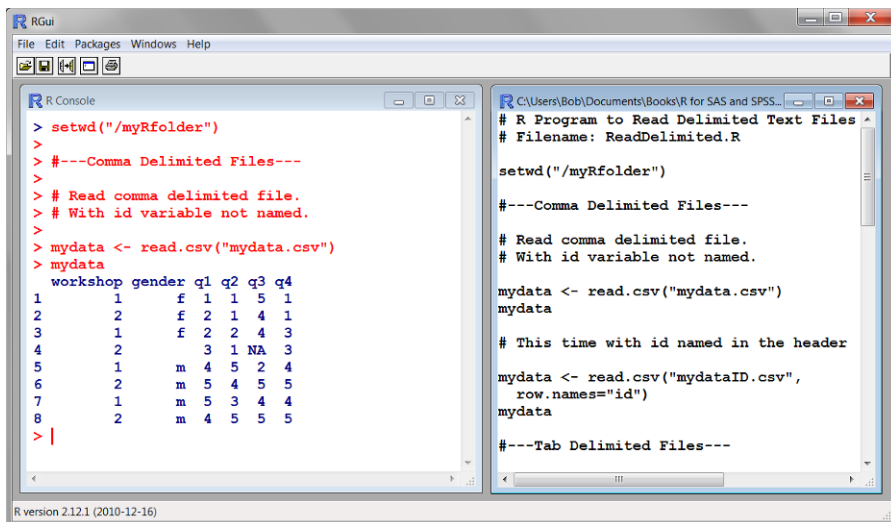 RGui
File Edit Packages Windows Help
R Console
> setwd("/myRfolder")
>
> #---Comma Delimited Files---
>
> # Read comma delimited file.
> # With id variable not named.
>
> mydata <- read.csv("mydata.csv")
> mydata
  workshop gender q1 q2 q3 q4
1        1      f  1  1  5  1
2        2      f  2  1  4  1
3        1      f  2  2  4  3
4        2         3  1 NA  3
5        1      m  4  5  2  4
6        2      m  5  4  5  5
7        1      m  5  3  4  4
8        2      m  4  5  5  5
>
C:\Users\Bob\Documents\Books\R for SAS and SPSS...
# R Program to Read Delimited Text Files
# Filename: ReadDelimited.R
setwd("/myRfolder")
#---Comma Delimited Files---
# Read comma delimited file.
# With id variable not named.
mydata <- read.csv("mydata.csv")
mydata
# This time with id named in the header
mydata <- read.csv("mydataID.csv",
  row.names="id")
mydata
#---Tab Delimited Files---
R version 2.12.1 (2010-12-16)